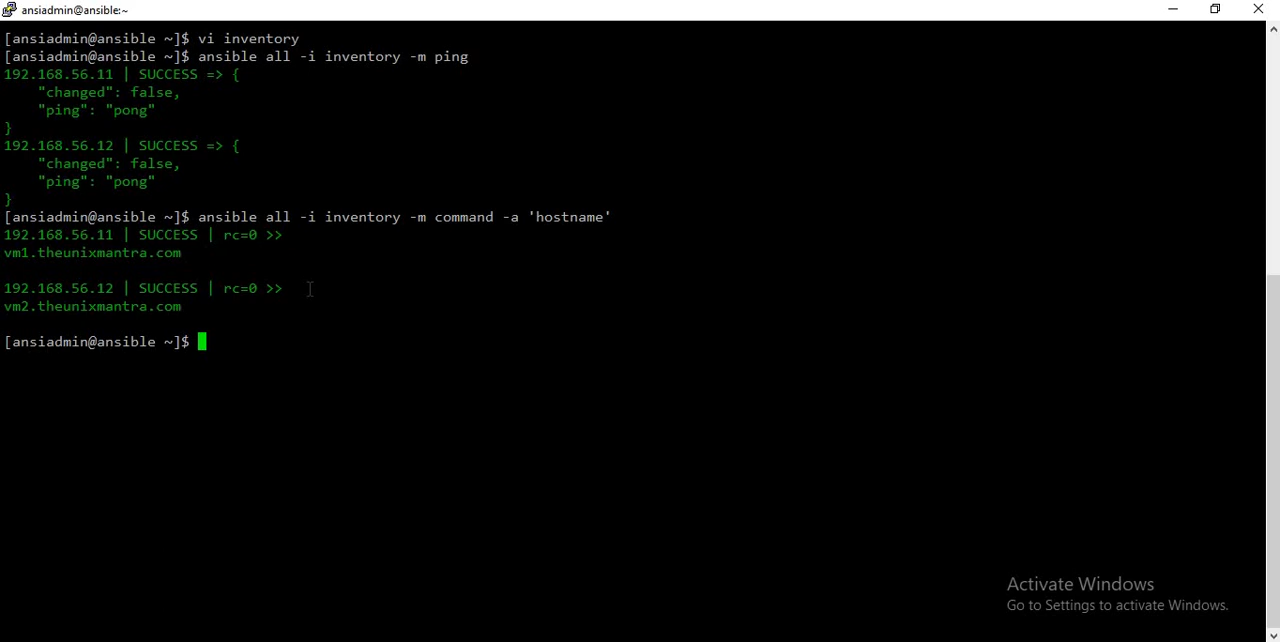 ansiadmin@ansible:~
[ansiadmin@ansible ~]$ vi inventory
[ansiadmin@ansible ~]$ ansible all -i inventory -m ping
192.168.56.11 | SUCCESS => {
    "changed": false,
    "ping": "pong"
}
192.168.56.12 | SUCCESS => {
    "changed": false,
    "ping": "pong"
}
[ansiadmin@ansible ~]$ ansible all -i inventory -m command -a 'hostname'
192.168.56.11 | SUCCESS | rc=0 >>
vm1.theunixmantra.com
192.168.56.12 | SUCCESS | rc=0 >>
vm2.theunixmantra.com
[ansiadmin@ansible ~]$
Activate Windows
Go to Settings to activate Windows.